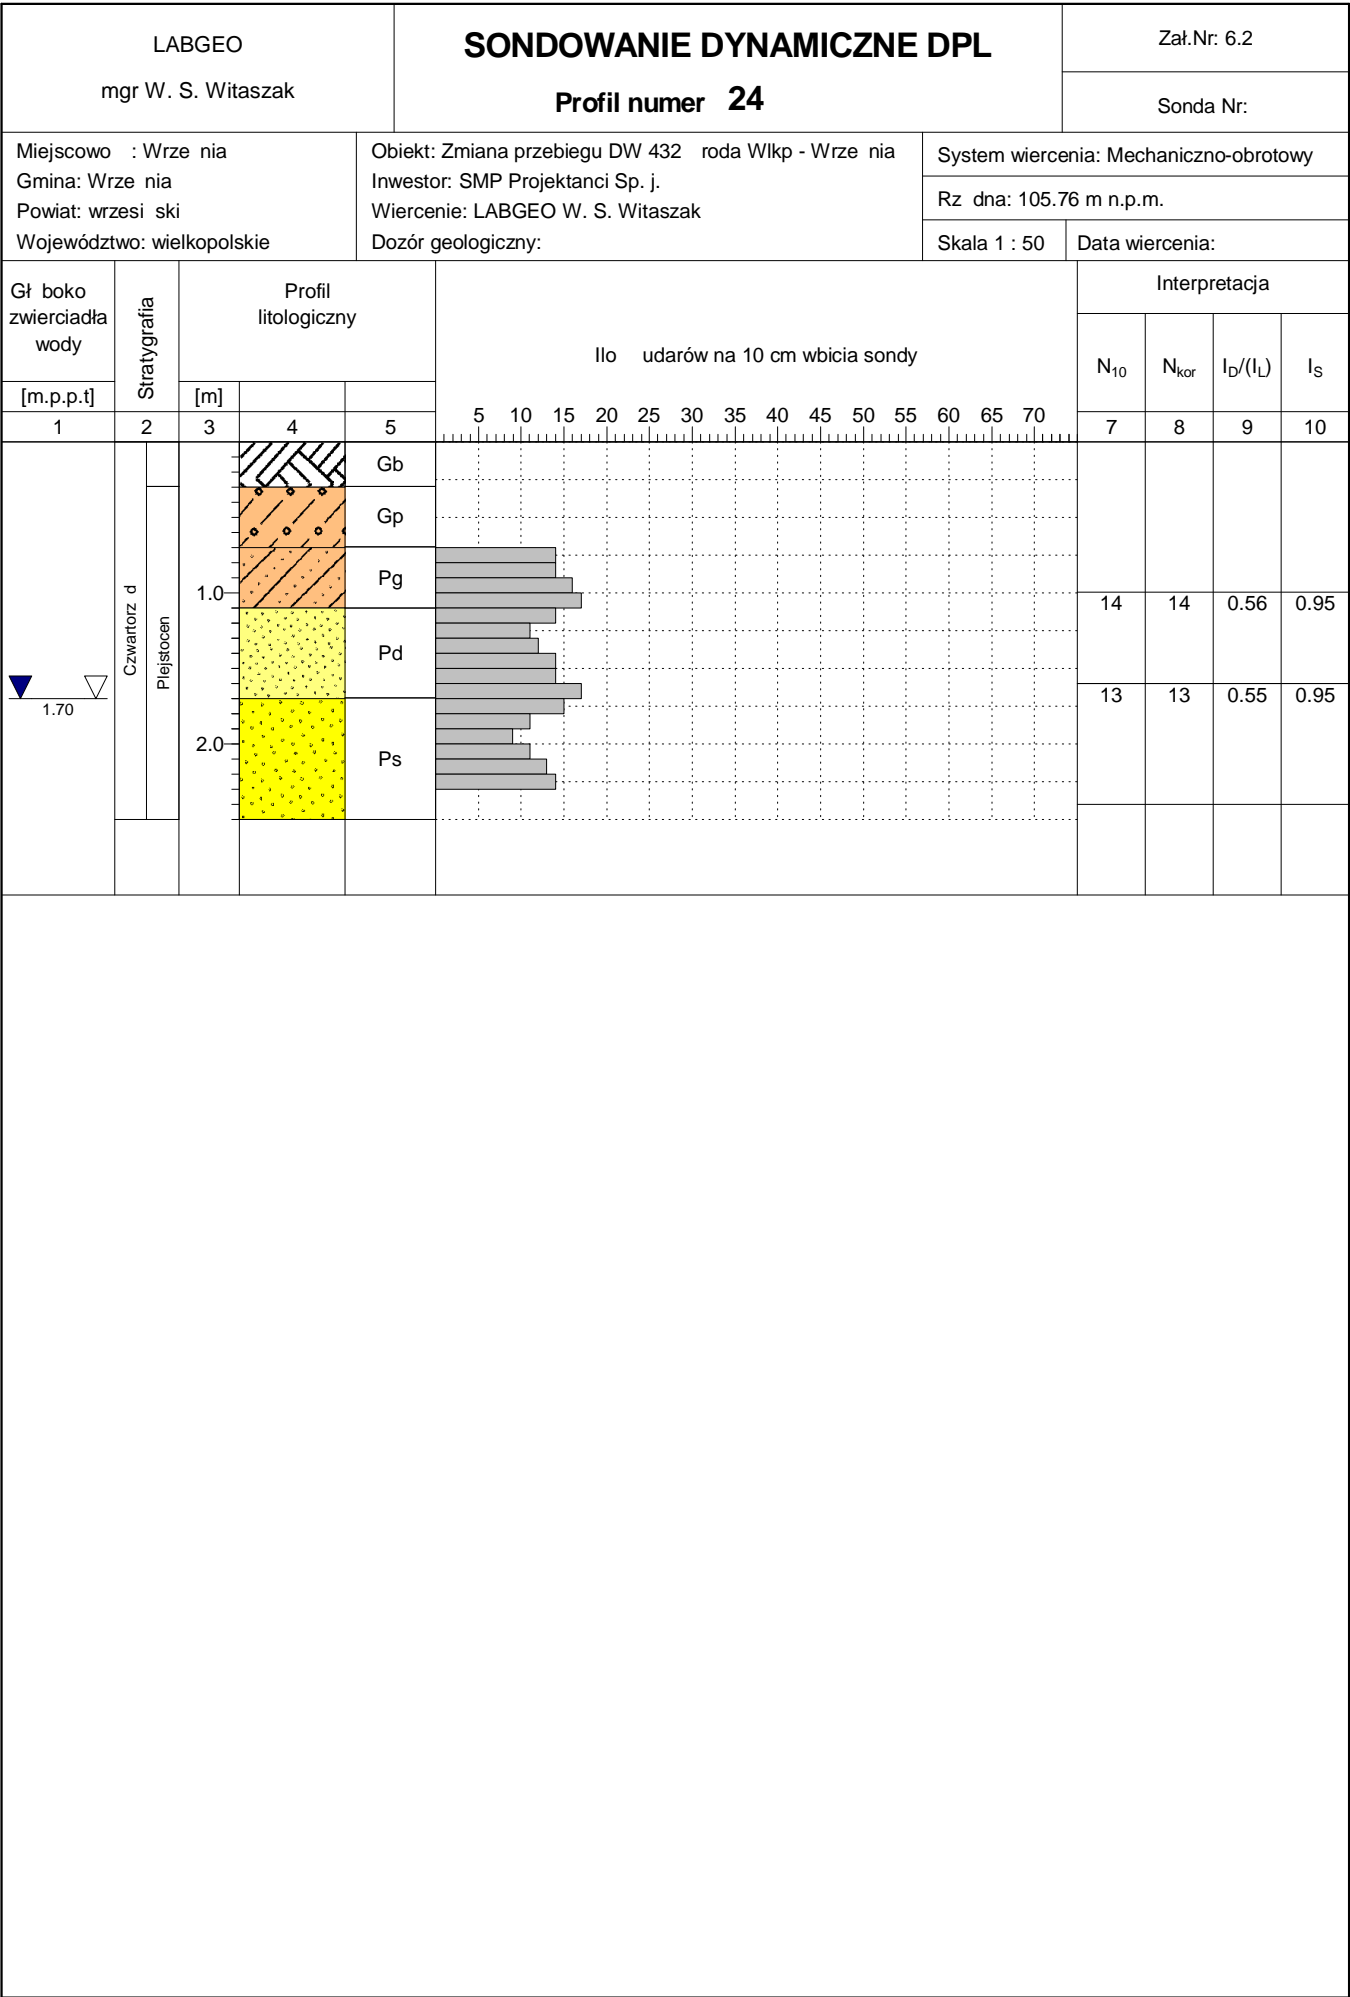 LABGEO
mgr W. S. Witaszak
SONDOWANIE DYNAMICZNE DPL
Profil numer 24
Zał.Nr: 6.2
Sonda Nr:
Miejscowo : Wrze nia
Gmina: Wrze nia
Powiat: wrzesi ski
Województwo: wielkopolskie
Obiekt: Zmiana przebiegu DW 432 roda Wlkp - Wrze nia
Inwestor: SMP Projektanci Sp. j.
Wiercenie: LABGEO W. S. Witaszak
Dozór geologiczny:
System wiercenia: Mechaniczno-obrotowy
Rz dna: 105.76 m n.p.m.
Skala 1 : 50
Data wiercenia:
Gł boko
zwierciadła
wody
[m.p.p.t]
Stratygrafia
Profil
litologiczny
[m]
Ilo udarów na 10 cm wbicia sondy
5 10 15 20 25 30 35 40 45 50 55 60 65 70
Interpretacja
N10 Nkor ID/(IL) IS
1 2 3 4 5 7 8 9 10
Gb
Gp
Pg
1.0
14 14 0.56 0.95
Czwartorz d
Plejstocen
Pd
1.70
13 13 0.55 0.95
2.0
Ps